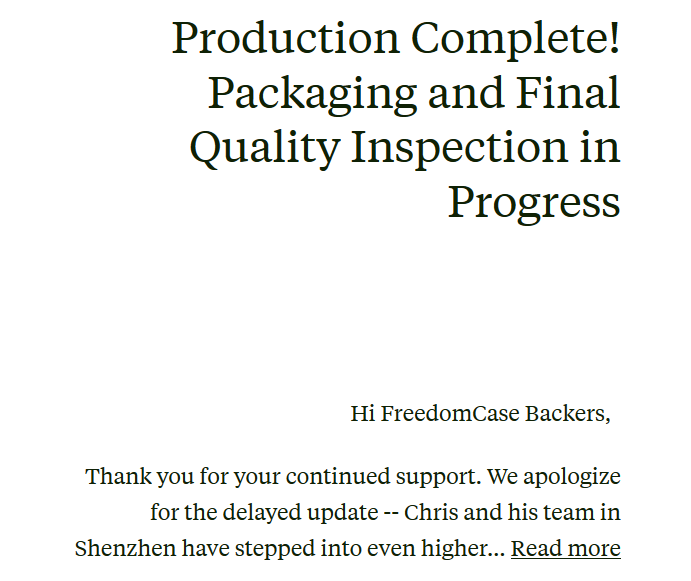 Production Complete!
Packaging and Final
Quality Inspection in
Progress
Hi FreedomCase Backers,
Thank you for your continued support. We apologize
for the delayed update -- Chris and his team in
Shenzhen have stepped into even higher... Read more